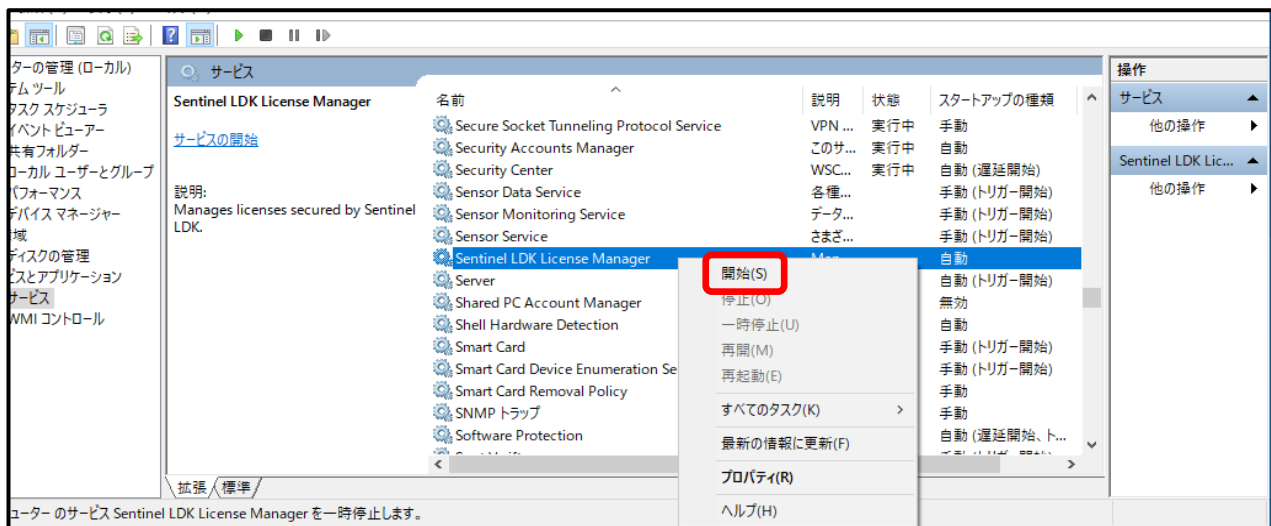 ターの管理 (ローカル)
テム ツール
タスク スケジューラ
イベント ビューアー
共有フォルダー
ローカル ユーザーとグループ
パフォーマンス
デバイス マネージャー
域
ディスクの管理
ビスとアプリケーション
サービス
WMI コントロール
サービス
Sentinel LDK License Manager
サービスの開始
説明:
Manages licenses secured by Sentinel
LDK.
名前 説明 状態 スタートアップの種類
Secure Socket Tunneling Protocol Service VPN ... 実行中 手動
Security Accounts Manager このサ... 実行中 自動
Security Center WSC... 実行中 自動 (遅延開始)
Sensor Data Service 各種... 手動 (トリガー開始)
Sensor Monitoring Service データ... 手動 (トリガー開始)
Sensor Service さまざ... 手動 (トリガー開始)
Sentinel LDK License Manager 自動
Server 自動 (トリガー開始)
Shared PC Account Manager 無効
Shell Hardware Detection 自動
Smart Card 手動 (トリガー開始)
Smart Card Device Enumeration Se 手動 (トリガー開始)
Smart Card Removal Policy 手動
SNMP トラップ 手動
Software Protection 自動 (遅延開始、ト...
開始(S)
停止(O)
一時停止(U)
再開(M)
再起動(E)
すべてのタスク(K)
最新の情報に更新(F)
プロパティ(R)
ヘルプ(H)
拡張 標準
操作
サービス
他の操作
Sentinel LDK Lic...
他の操作
ューター のサービス Sentinel LDK License Manager を一時停止します。